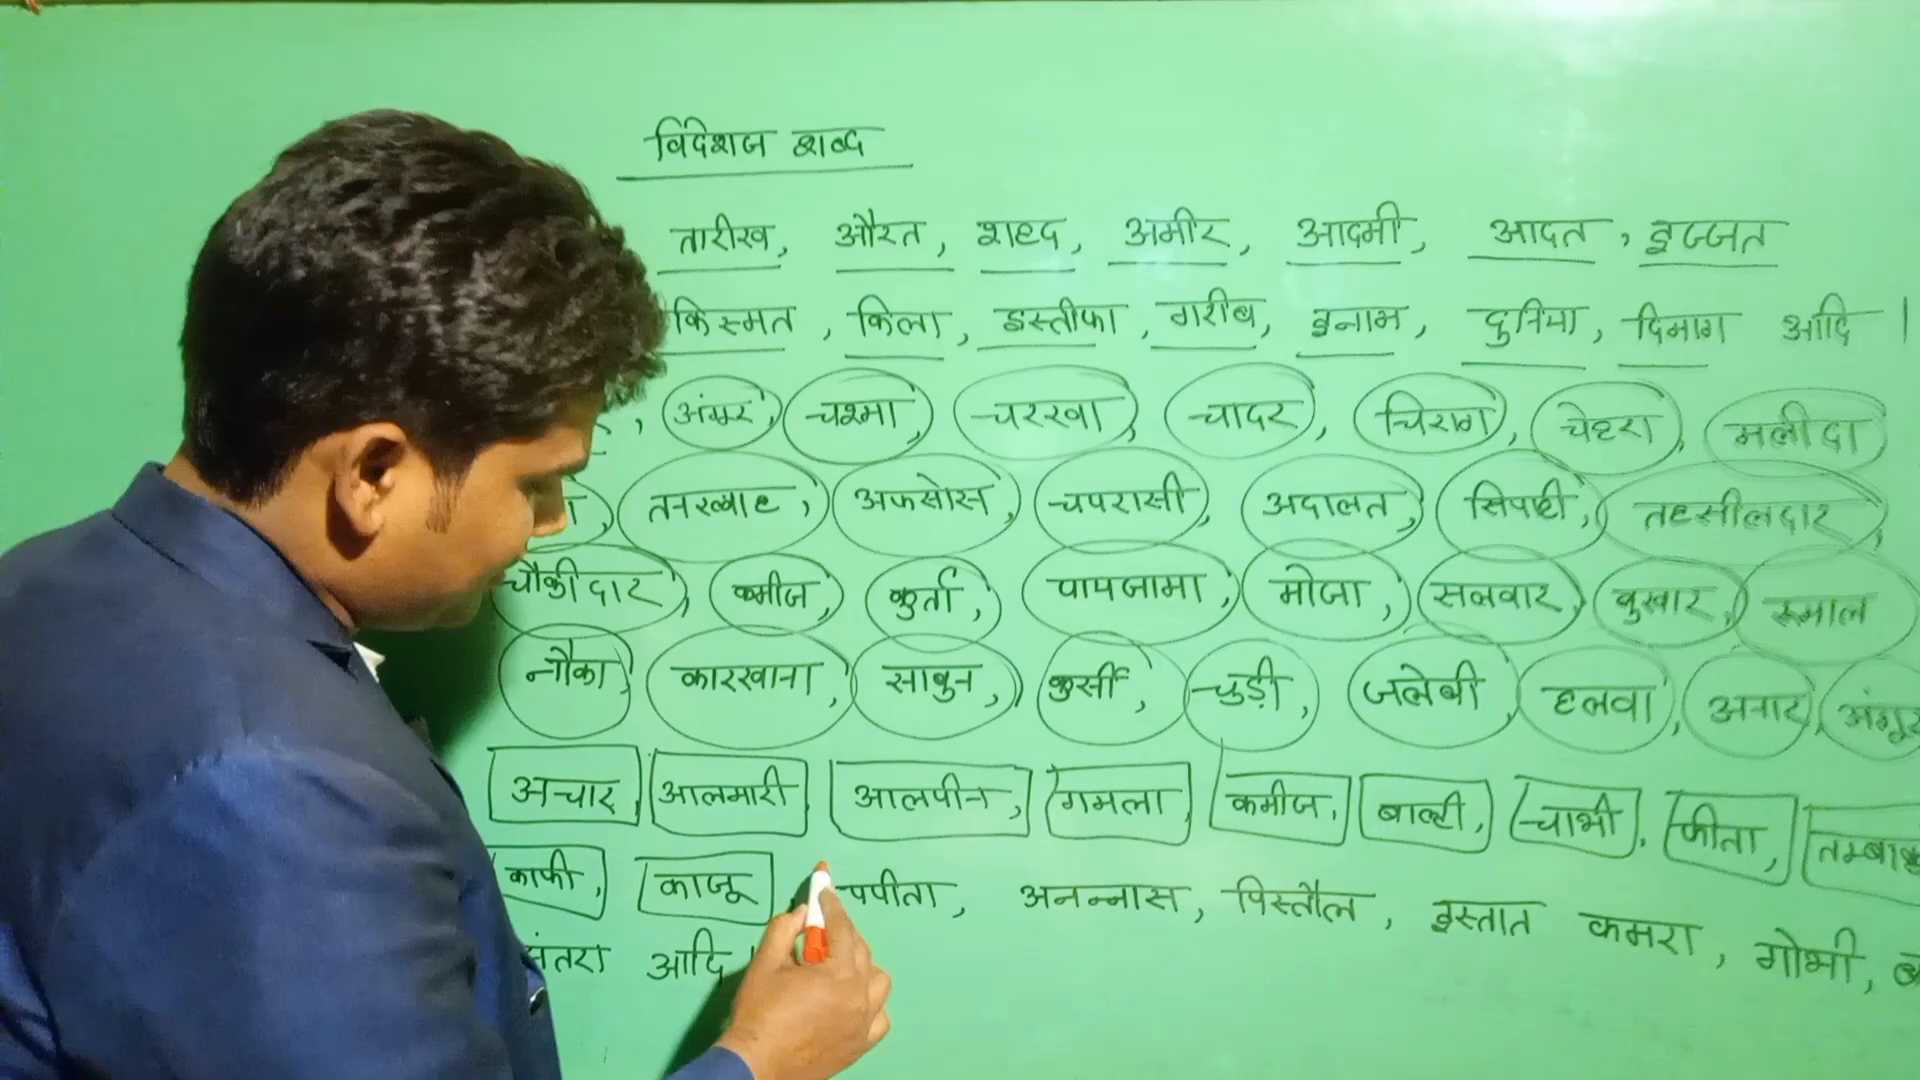 विदेशज शब्द
तारीख, औरत, शहद, अमीर, आदमी, आदत, इज्जत
किस्मत, किला, इस्तीफा, गरीब, इनाम, दुनिया, दिमाग आदि।
, अंगूर, चश्मा, चरखा, चादर, चिराग, चेहरा, मलीदा
तनख्वाह, अफसोस, चपरासी, अदालत, सिपाही, तहसीलदार,
चौकीदार, कमीज, कुर्ता, पायजामा, मोजा, सलवार, बुखार, रूमाल
नौका, कारखाना, साबुन, कुर्सी, चुड़ी, जलेबी, हलवा, अनार, अंगूर
अचार, आलमारी, आलपीन, गमला, कमीज, बाल्टी, चाभी, फीता,
काफी, काजू पपीता, अनन्नास, पिस्तौल, इस्तात कमरा, गोभी,
संतरा आदि।